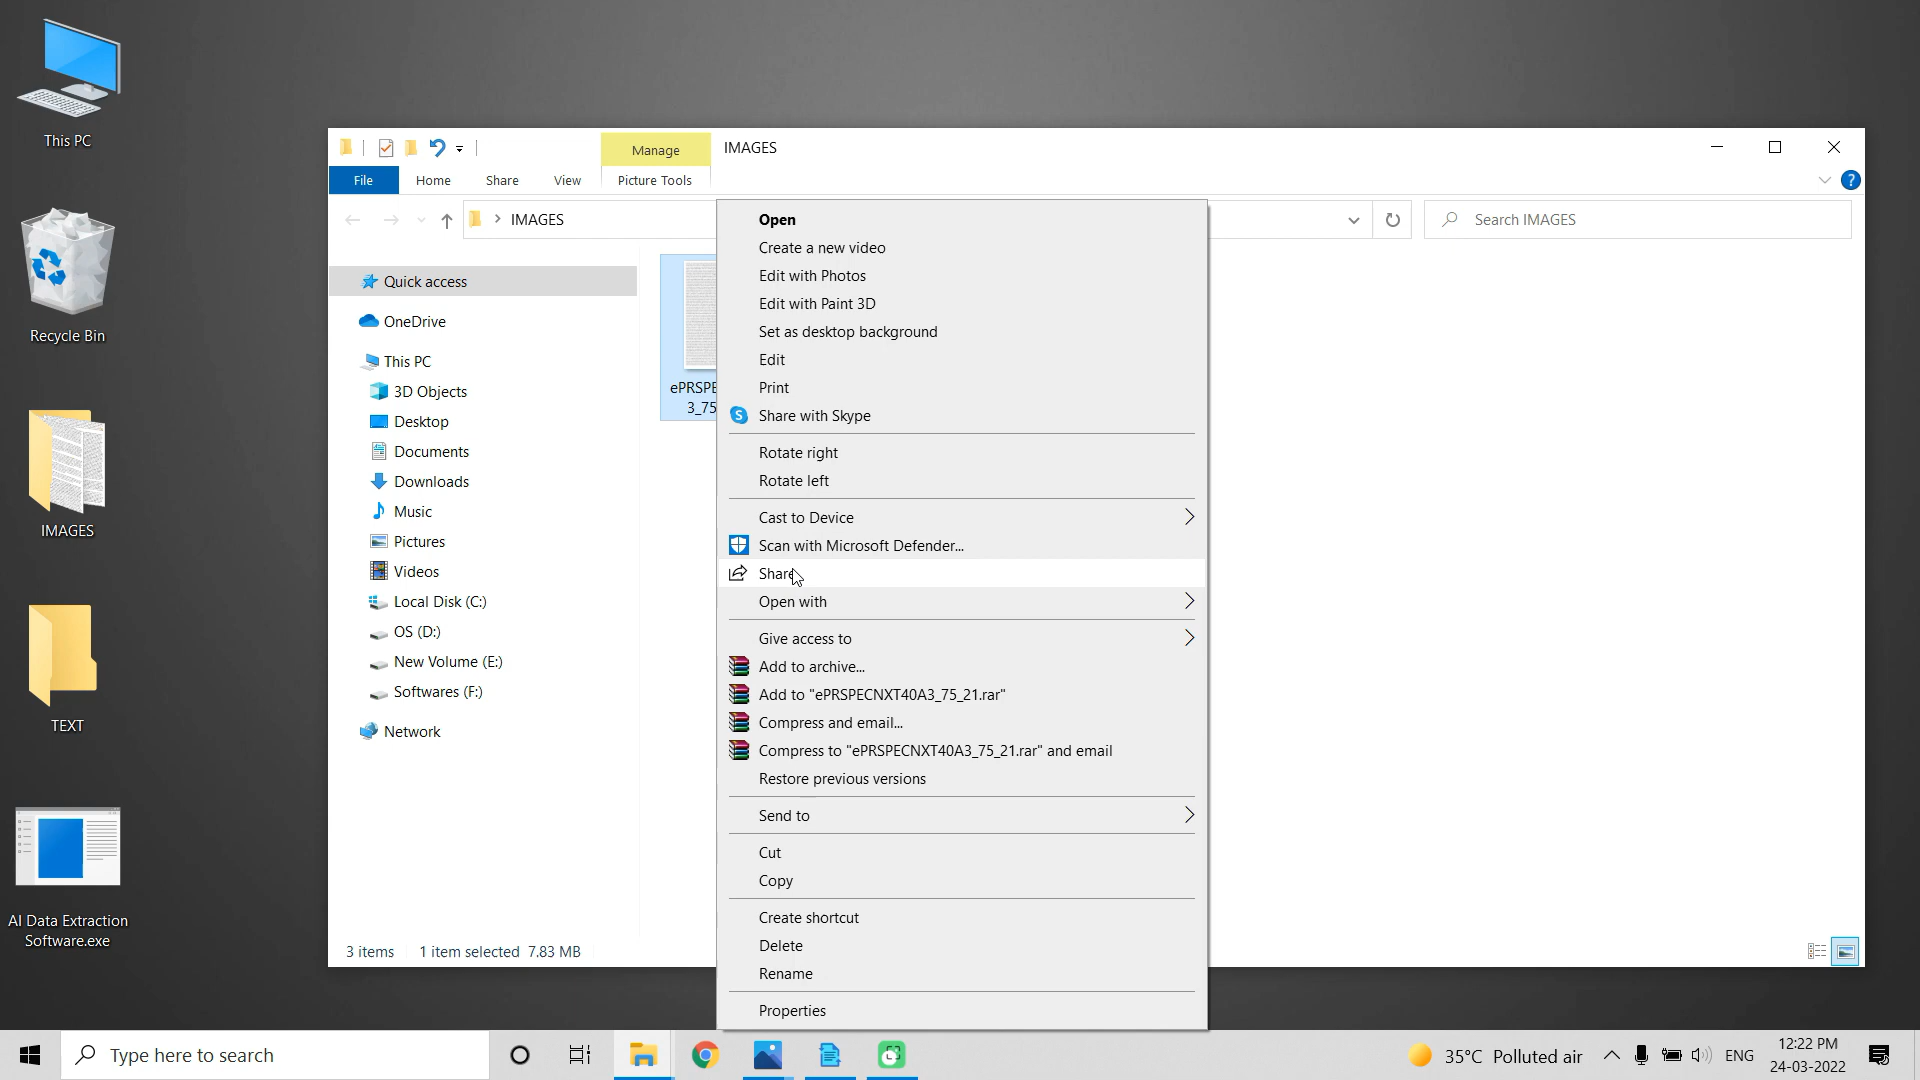 This PC
Recycle Bin
IMAGES
TEXT
AI Data Extraction
Software.exe
Manage
IMAGES
File
Home
Share
View
Picture Tools
IMAGES
Search IMAGES
Quick access
OneDrive
This PC
3D Objects
Desktop
Documents
Downloads
Music
Pictures
Videos
Local Disk (C:)
OS (D:)
New Volume (E:)
Softwares (F:)
Network
ePRSPE
3_75
Open
Create a new video
Edit with Photos
Edit with Paint 3D
Set as desktop background
Edit
Print
Share with Skype
Rotate right
Rotate left
Cast to Device
Scan with Microsoft Defender...
Share
Open with
Give access to
Add to archive...
Add to "ePRSPECNXT40A3_75_21.rar"
Compress and email...
Compress to "ePRSPECNXT40A3_75_21.rar" and email
Restore previous versions
Send to
Cut
Copy
Create shortcut
Delete
Rename
Properties
3 items
1 item selected 7.83 MB
Type here to search
35°C Polluted air
ENG
12:22 PM
24-03-2022